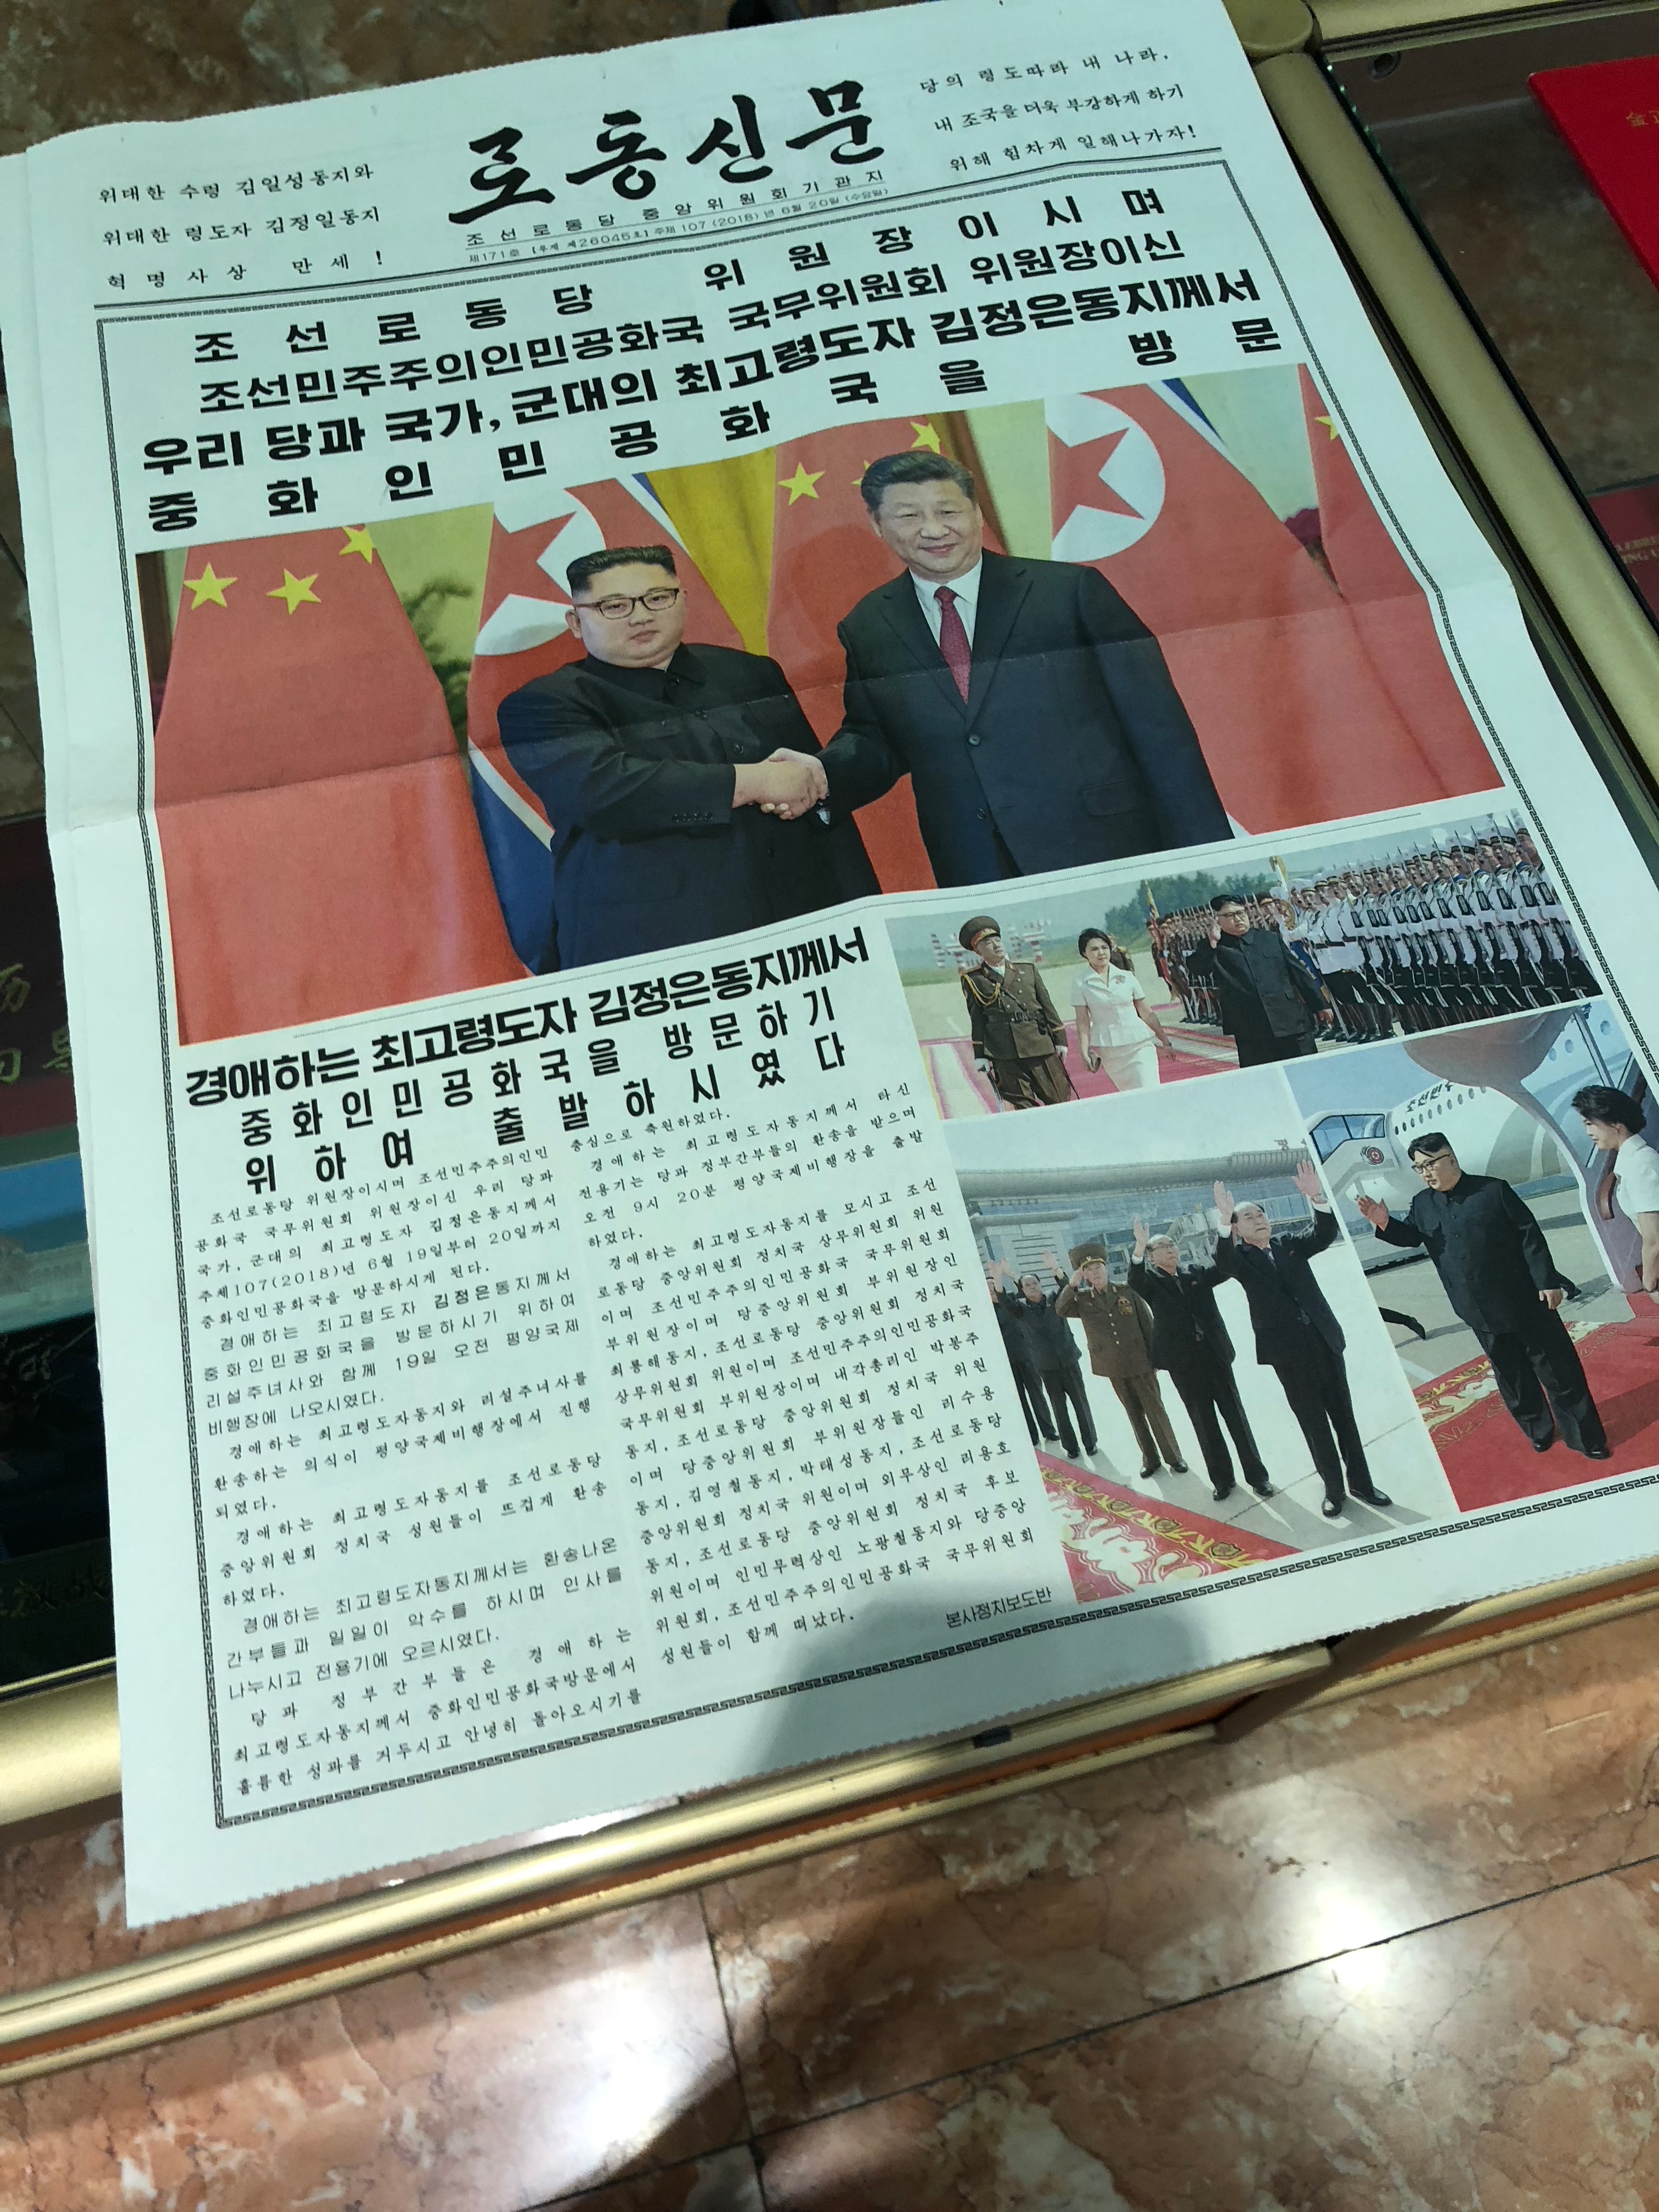 위대한 수령 김일성동지와
위대한 령도자 김정일동지
혁명사상 만세!
로동신문
조선로동당 중앙위원회기관지
제171호 [루계 제26045호] 주체 107 (2018) 년 6월 20일 (수요일)
당의 령도따라 내 나라,
내 조국을 더욱 부강하게 하기
위해 힘차게 일해나가자!
조선로동당 위원장이시며
조선민주주의인민공화국 국무위원회 위원장이신
우리 당과 국가, 군대의 최고령도자 김정은동지께서
중화인민공화국을 방문
경애하는 최고령도자 김정은동지께서
중화인민공화국을 방문하기
위하여 출발하시였다
조선로동당 위원장이시며 조선민주주의인민
공화국 국무위원회 위원장이신 우리 당과
국가, 군대의 최고령도자 김정은동지께서
주체107(2018)년 6월 19일부터 20일까지
중화인민공화국을 방문하시게 된다.
경애하는 최고령도자 김정은동지께서
중화인민공화국을 방문하시기 위하여
리설주녀사와 함께 19일 오전 평양국제
비행장에 나오시였다.
경애하는 최고령도자동지와 리설주녀사를
환송하는 의식이 평양국제비행장에서 진행
되였다.
경애하는 최고령도자동지를 조선로동당
중앙위원회 정치국 성원들이 뜨겁게 환송
하였다.
경애하는 최고령도자동지께서는 환송나온
간부들과 일일이 악수를 하시며 인사를
나누시고 전용기에 오르시였다.
당과 정부간부들은 경애하는
최고령도자동지께서 중화인민공화국방문에서
훌륭한 성과를 거두시고 안녕히 돌아오시기를
충심으로 축원하였다.
경애하는 최고령도자동지께서 타신
전용기는 당과 정부간부들의 환송을 받으며
오전 9시 20분 평양국제비행장을 출발
하였다.
경애하는 최고령도자동지를 모시고 조선
로동당 중앙위원회 정치국 상무위원회 위원
이며 조선민주주의인민공화국 국무위원회
부위원장이며 당중앙위원회 부위원장인
최룡해동지, 조선로동당 중앙위원회 정치국
상무위원회 위원이며 조선민주주의인민공화국
국무위원회 부위원장이며 내각총리인 박봉주
동지, 조선로동당 중앙위원회 정치국 위원
이며 당중앙위원회 부위원장들인 리수용
동지, 김영철동지, 박태성동지, 조선로동당
중앙위원회 정치국 위원이며 외무상인 리용호
동지, 조선로동당 중앙위원회 정치국 후보
위원이며 인민무력상인 노광철동지와 당중앙
위원회, 조선민주주의인민공화국 국무위원회
성원들이 함께 떠났다.
본사정치보도반